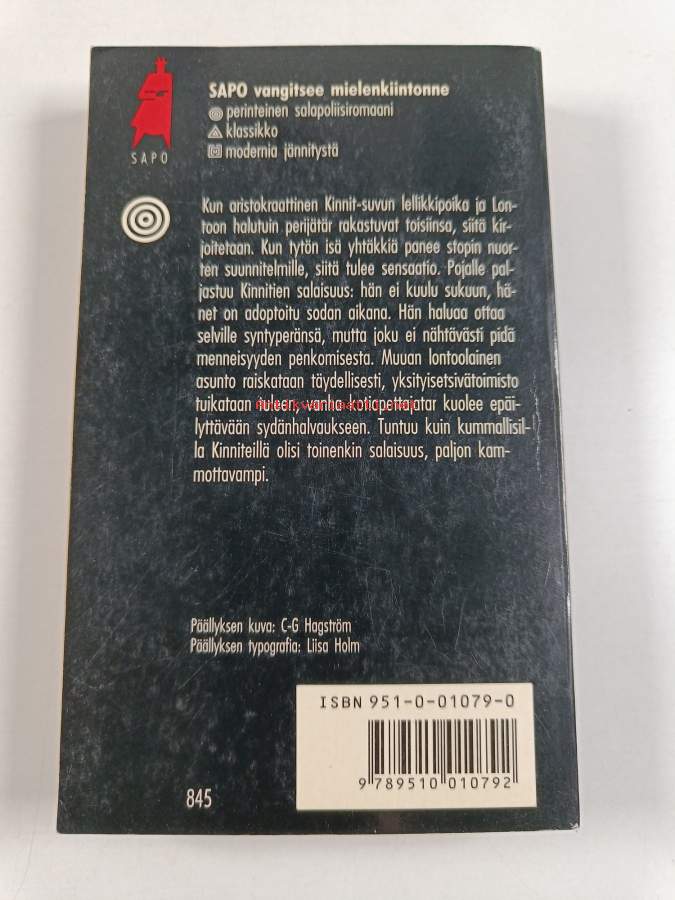 SAPO
SAPO vangitsee mielenkiintonne
perinteinen salapoliisiromaani
klassikko
modernia jännitystä
Kun aristokraattinen Kinnit-suvun lellikkipoika ja Lon-
toon halutuin perijätär rakastuvat toisiinsa, siitä kir-
joitetaan. Kun tytön isä yhtäkkiä panee stopin nuor-
ten suunnitelmille, siitä tulee sensaatio. Pojalle pal-
jastuu Kinnitien salaisuus: hän ei kuulu sukuun, hä-
net on adoptoitu sodan aikana. Hän haluaa ottaa
selville syntyperänsä, mutta joku ei nähtävästi pidä
menneisyyden penkomisesta. Muuan lontoolainen
asunto raiskataan täydellisesti, yksityisetsivätoimisto
tuikataan tuleen, vanha kotiopettajatar kuolee epäi-
lyttävään sydänhalvaukseen. Tuntuu kuin kummallisil-
la Kinniteillä olisi toinenkin salaisuus, paljon kam-
mottavampi.
Päällyksen kuva: C-G Hagström
Päällyksen typografia: Liisa Holm
ISBN 951-0-01079-0
9 789510 010792
845